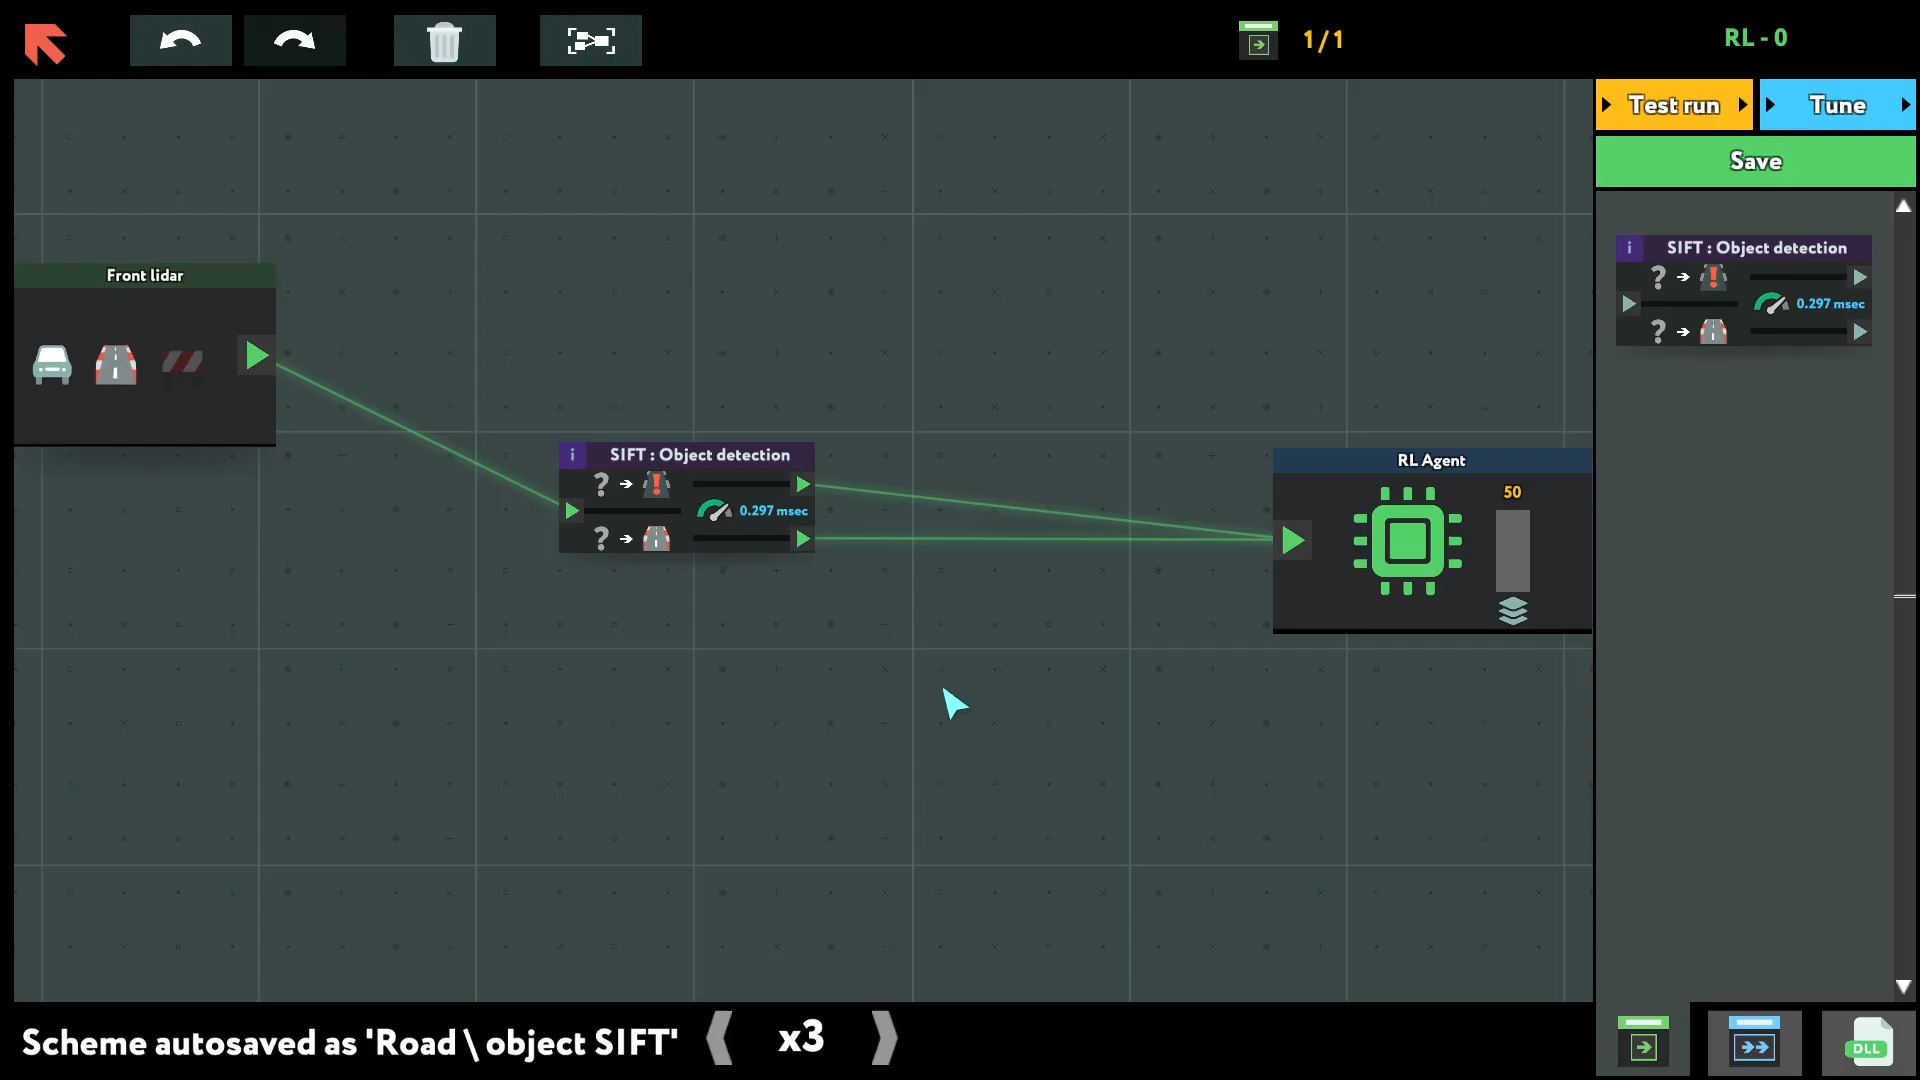 1/1
RL - 0
Test run
Tune
Save
i
SIFT : Object detection
? !
0.297 msec
?
Front lidar
i
SIFT : Object detection
? !
0.297 msec
?
RL Agent
50
Scheme autosaved as 'Road \ object SIFT'
x3
DLL